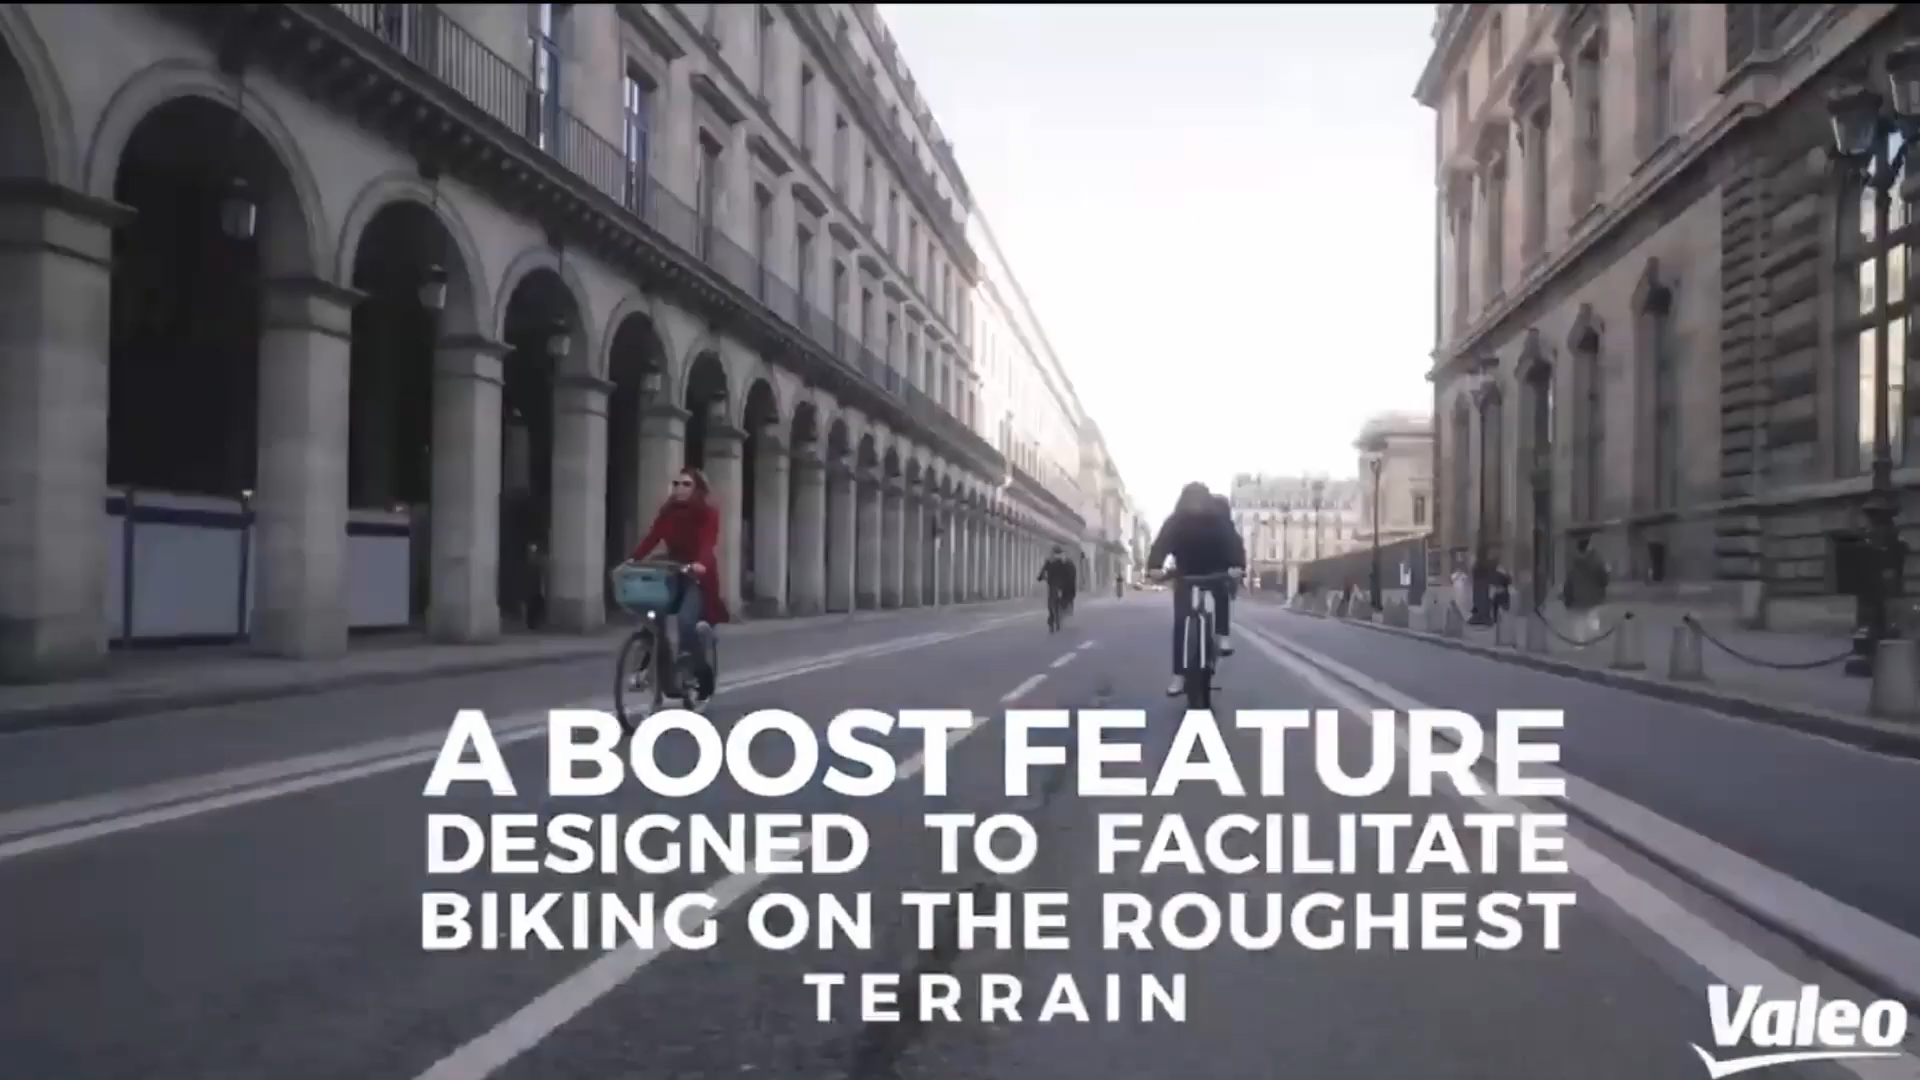 A BOOST FEATURE
DESIGNED TO FACILITATE
BIKING ON THE ROUGHEST
TERRAIN
Valeo